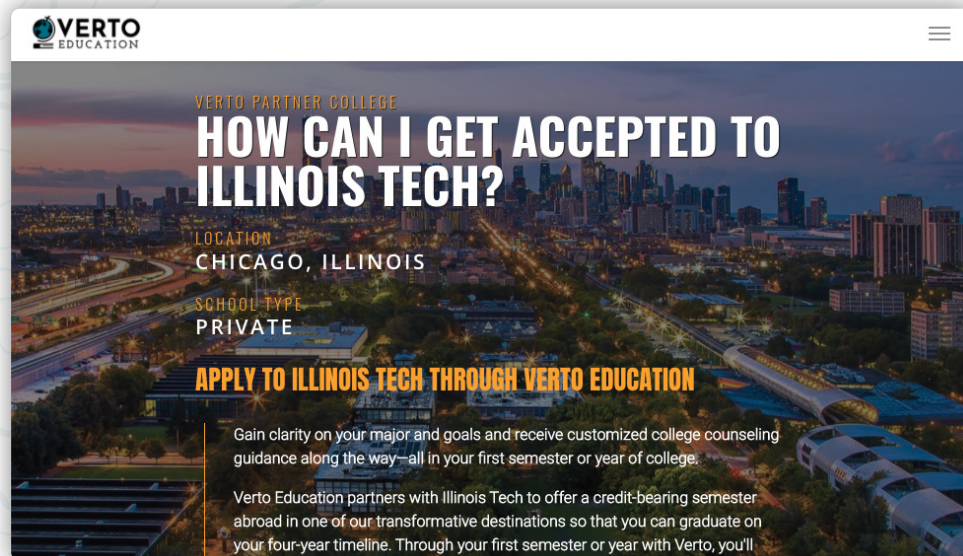 VERTO
EDUCATION
VERTO PARTNER COLLEGE
HOW CAN I GET ACCEPTED TO
ILLINOIS TECH?
LOCATION
CHICAGO, ILLINOIS
SCHOOL TYPE
PRIVATE
APPLY TO ILLINOIS TECH THROUGH VERTO EDUCATION
Gain clarity on your major and goals and receive customized college counseling
guidance along the way—all in your first semester or year of college.
Verto Education partners with Illinois Tech to offer a credit-bearing semester
abroad in one of our transformative destinations so that you can graduate on
your four-year timeline. Through your first semester or year with Verto, you'll